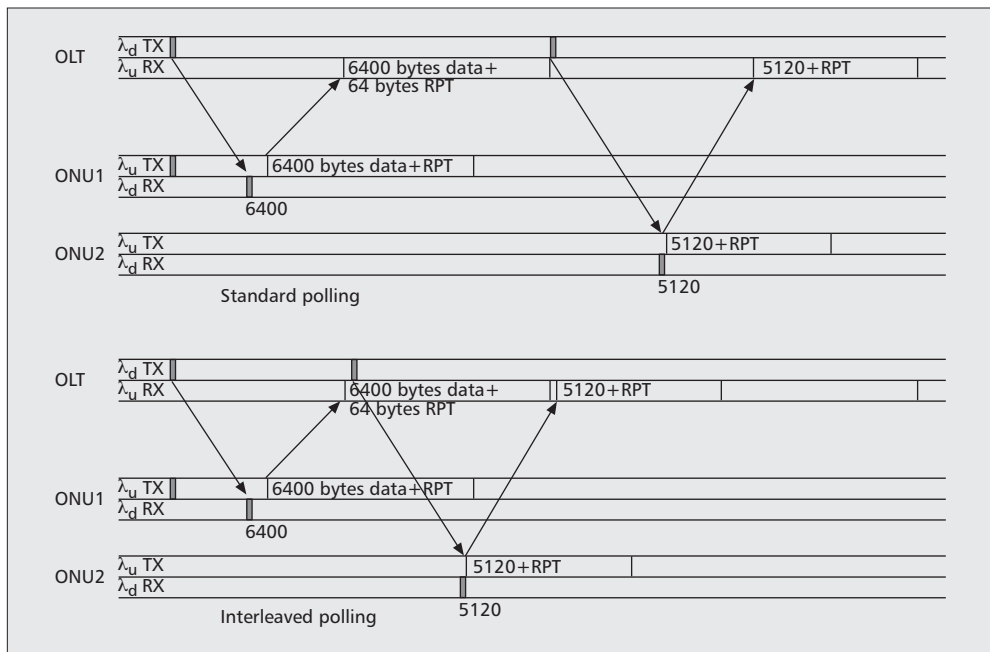 OLT
λd TX
λu RX
6400 bytes data+
64 bytes RPT
5120+RPT
ONU1
λu TX
λd RX
6400 bytes data+RPT
6400
ONU2
λu TX
λd RX
5120+RPT
5120
Standard polling
OLT
λd TX
λu RX
6400 bytes data+
64 bytes RPT
5120+RPT
ONU1
λu TX
λd RX
6400 bytes data+RPT
6400
ONU2
λu TX
λd RX
5120+RPT
5120
Interleaved polling